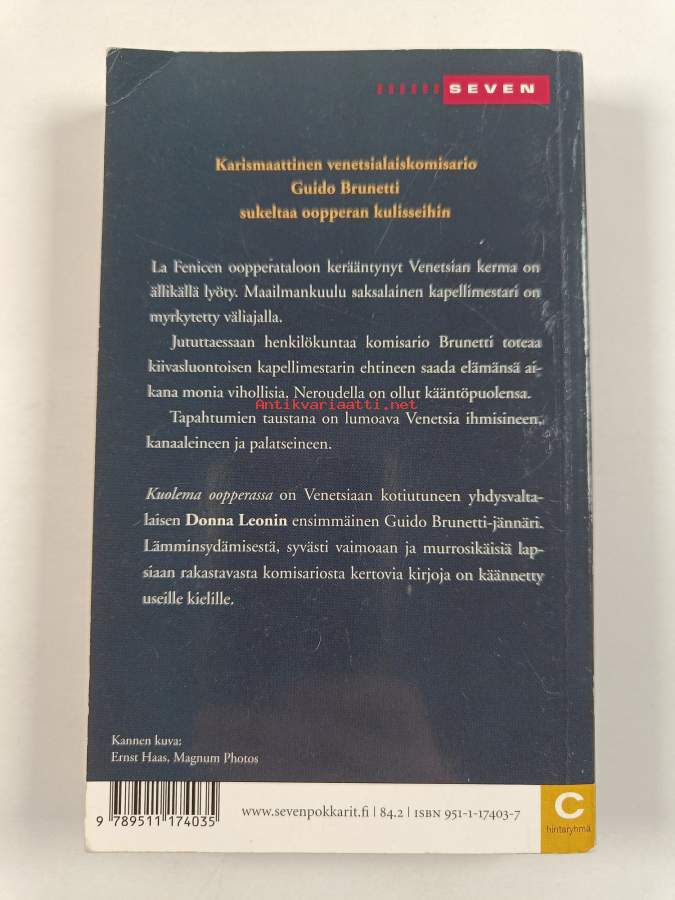 SEVEN
Karismaattinen venetsialaiskomisario
Guido Brunetti
sukeltaa oopperan kulisseihin
La Fenicen oopperataloon kerääntynyt Venetsian kerma on
ällikällä lyöty. Maailmankuulu saksalainen kapellimestari on
myrkytetty väliajalla.
Jututtaessaan henkilökuntaa komisario Brunetti toteaa
kiivasluontoisen kapellimestarin ehtineen saada elämänsä ai-
kana monia vihollisia. Neroudella on ollut kääntöpuolensa.
Antikvariaatti.net
Tapahtumien taustana on lumoava Venetsia ihmisineen,
kanaaleineen ja palatseineen.
Kuolema oopperassa on Venetsiaan kotiutuneen yhdysvalta-
laisen Donna Leonin ensimmäinen Guido Brunetti-jännäri.
Lämminsydämisestä, syvästi vaimoaan ja murrosikäisiä lap-
siaan rakastavasta komisariosta kertovia kirjoja on käännetty
useille kielille.
Kannen kuva:
Ernst Haas, Magnum Photos
9 789511 174035
www.sevenpokkarit.fi | 84.2 | ISBN 951-1-17403-7
C
hintaryhmä